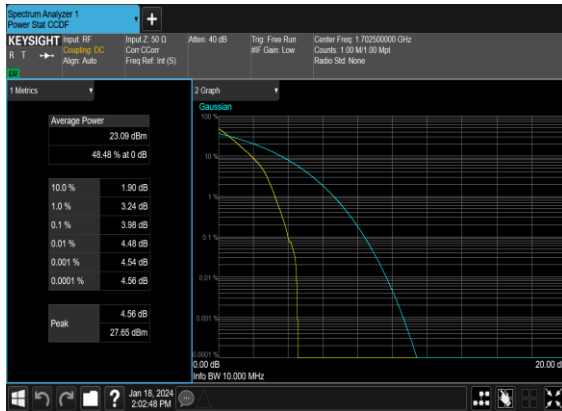 Spectrum Analyzer 1
Power Stat CCDF
KEYSIGHT
R T
LXI
Input: RF
Coupling: DC
Align: Auto
Input Z: 50 Ω
Corr CCorr
Freq Ref: Int (S)
Atten: 40 dB
Trig: Free Run
#IF Gain: Low
Center Freq: 1.702500000 GHz
Counts: 1.00 M/1.00 Mpt
Radio Std: None
1 Metrics
Average Power
23.09 dBm
48.48 % at 0 dB
10.0 % 1.90 dB
1.0 % 3.24 dB
0.1 % 3.98 dB
0.01 % 4.48 dB
0.001 % 4.54 dB
0.0001 % 4.56 dB
Peak
4.56 dB
27.65 dBm
2 Graph
Gaussian
100 %
10 %
1 %
0.1 %
0.01 %
0.001 %
0.0001 %
0.00 dB 20.00 d
Info BW 10.000 MHz
Jan 18, 2024
2:02:48 PM